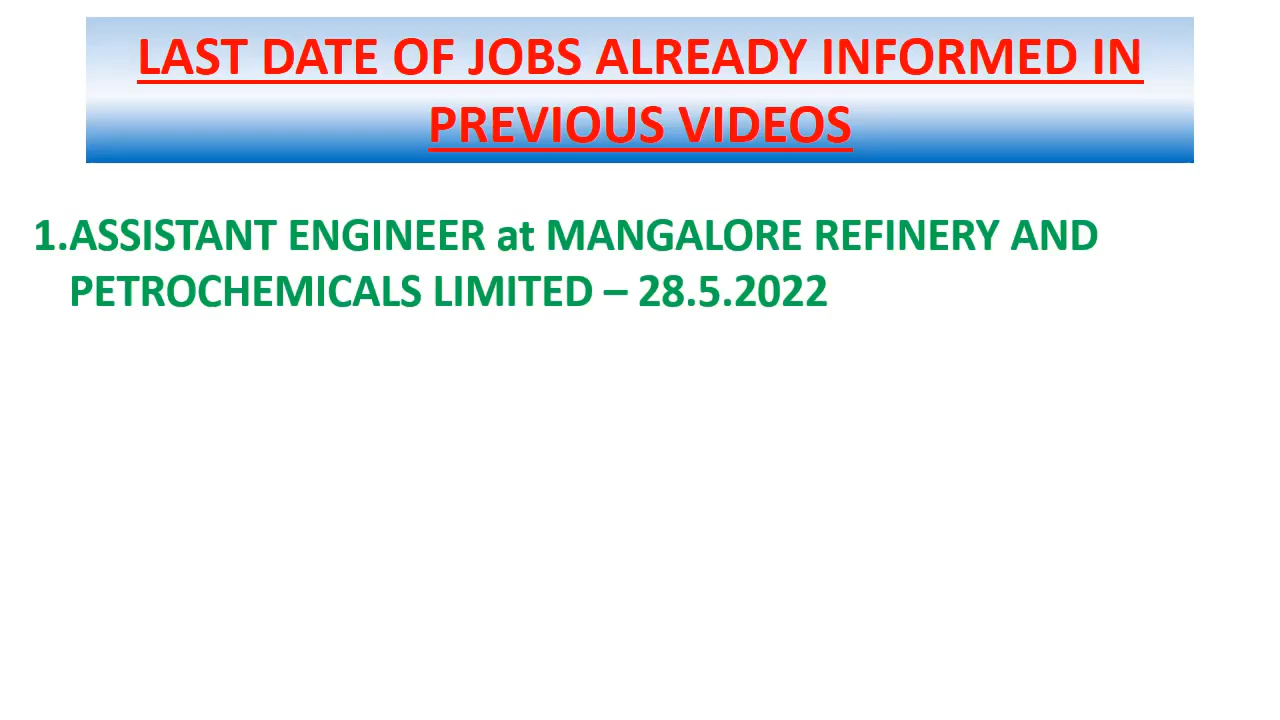 LAST DATE OF JOBS ALREADY INFORMED IN
PREVIOUS VIDEOS
1.ASSISTANT ENGINEER at MANGALORE REFINERY AND
PETROCHEMICALS LIMITED – 28.5.2022